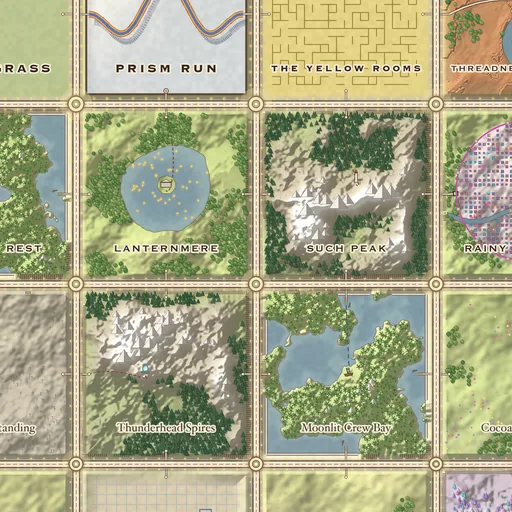 GRASS
PRISM RUN
THE YELLOW ROOMS
THREADNE
REST
LANTERNMERE
SUCH PEAK
RAINY
tanding
Thunderhead Spires
Moonlit Crew Bay
Cocoa